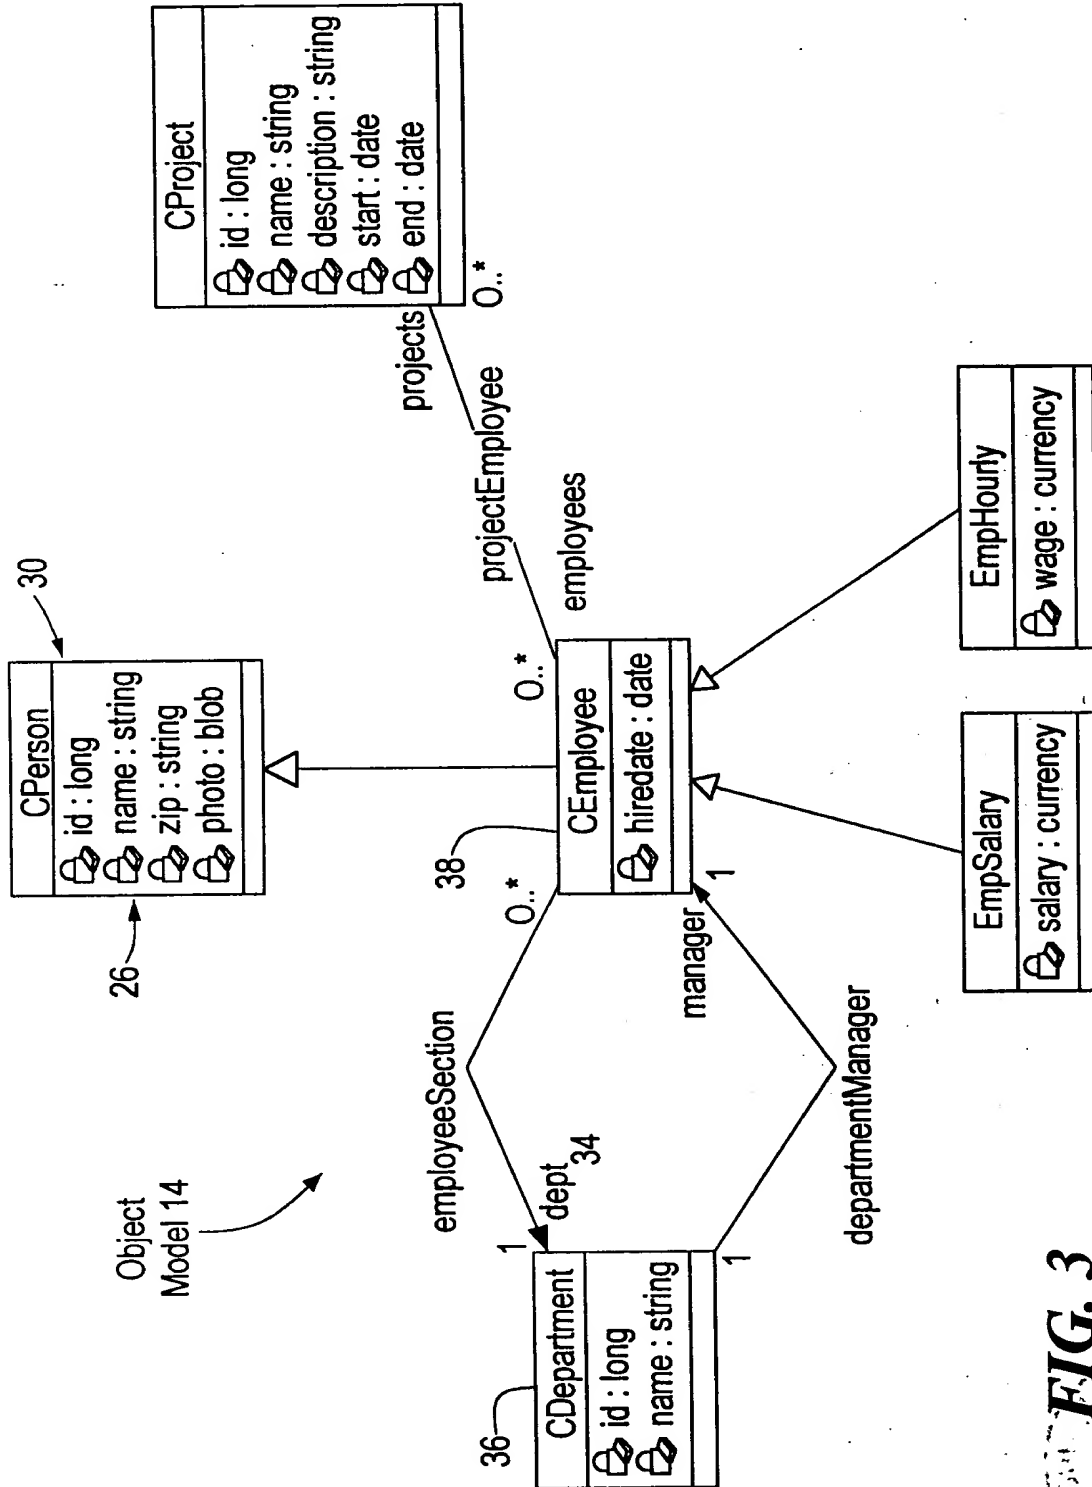 Object
Model 14
CPerson
id : long
name : string
zip : string
photo : blob
26
30
CProject
id : long
name : string
description : string
start : date
end : date
0..*
projects
projectEmployee
employees
0..*
38
CEmployee
hiredate : date
0..*
employeeSection
1
dept
34
36
CDepartment
id : long
name : string
1
departmentManager
manager
1
EmpSalary
salary : currency
EmpHourly
wage : currency
FIG. 3